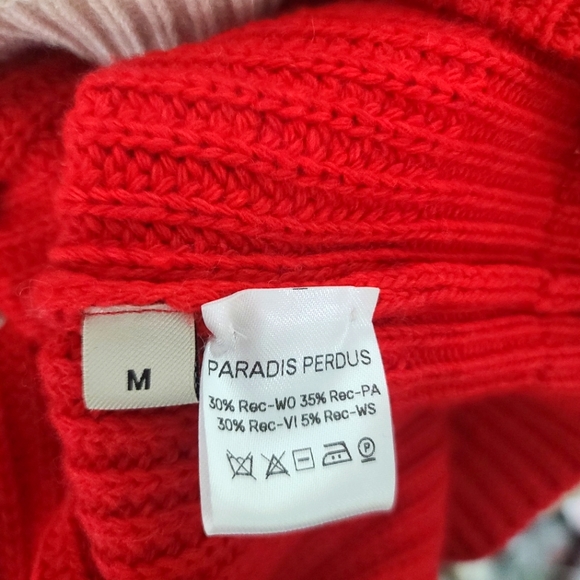 M
PARADIS PERDUS
30% Rec-WO 35% Rec-PA
30% Rec-VI 5% Rec-WS
P